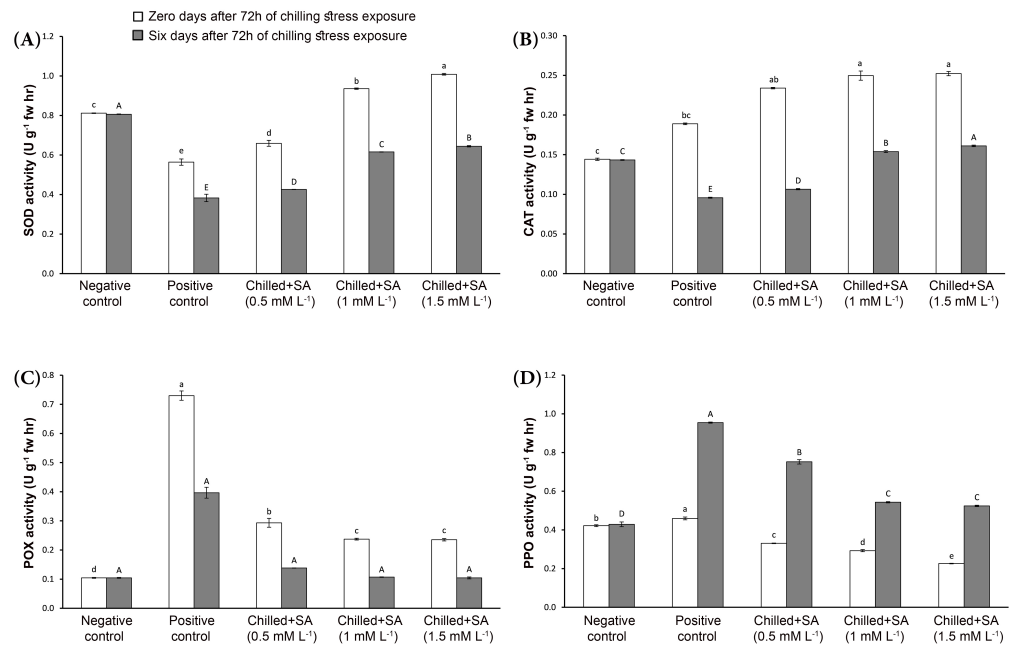 Zero days after 72h of chilling stress exposure
Six days after 72h of chilling stress exposure
(A)
SOD activity (U g⁻¹ fw hr)
1.2
1.0
0.8
0.6
0.4
0.2
0.0
c A
e E
d D
b C
a B
Negative control
Positive control
Chilled+SA (0.5 mM L⁻¹)
Chilled+SA (1 mM L⁻¹)
Chilled+SA (1.5 mM L⁻¹)
(B)
CAT activity (U g⁻¹ fw hr)
0.30
0.25
0.20
0.15
0.10
0.05
0.00
c C
bc E
ab D
a B
a A
Negative control
Positive control
Chilled+SA (0.5 mM L⁻¹)
Chilled+SA (1 mM L⁻¹)
Chilled+SA (1.5 mM L⁻¹)
(C)
POX activity (U g⁻¹ fw hr)
0.8
0.7
0.6
0.5
0.4
0.3
0.2
0.1
0.0
d A
a A
b A
c A
c A
Negative control
Positive control
Chilled+SA (0.5 mM L⁻¹)
Chilled+SA (1 mM L⁻¹)
Chilled+SA (1.5 mM L⁻¹)
(D)
PPO activity (U g⁻¹ fw hr)
1.2
1.0
0.8
0.6
0.4
0.2
0.0
b D
a A
c B
d C
e C
Negative control
Positive control
Chilled+SA (0.5 mM L⁻¹)
Chilled+SA (1 mM L⁻¹)
Chilled+SA (1.5 mM L⁻¹)